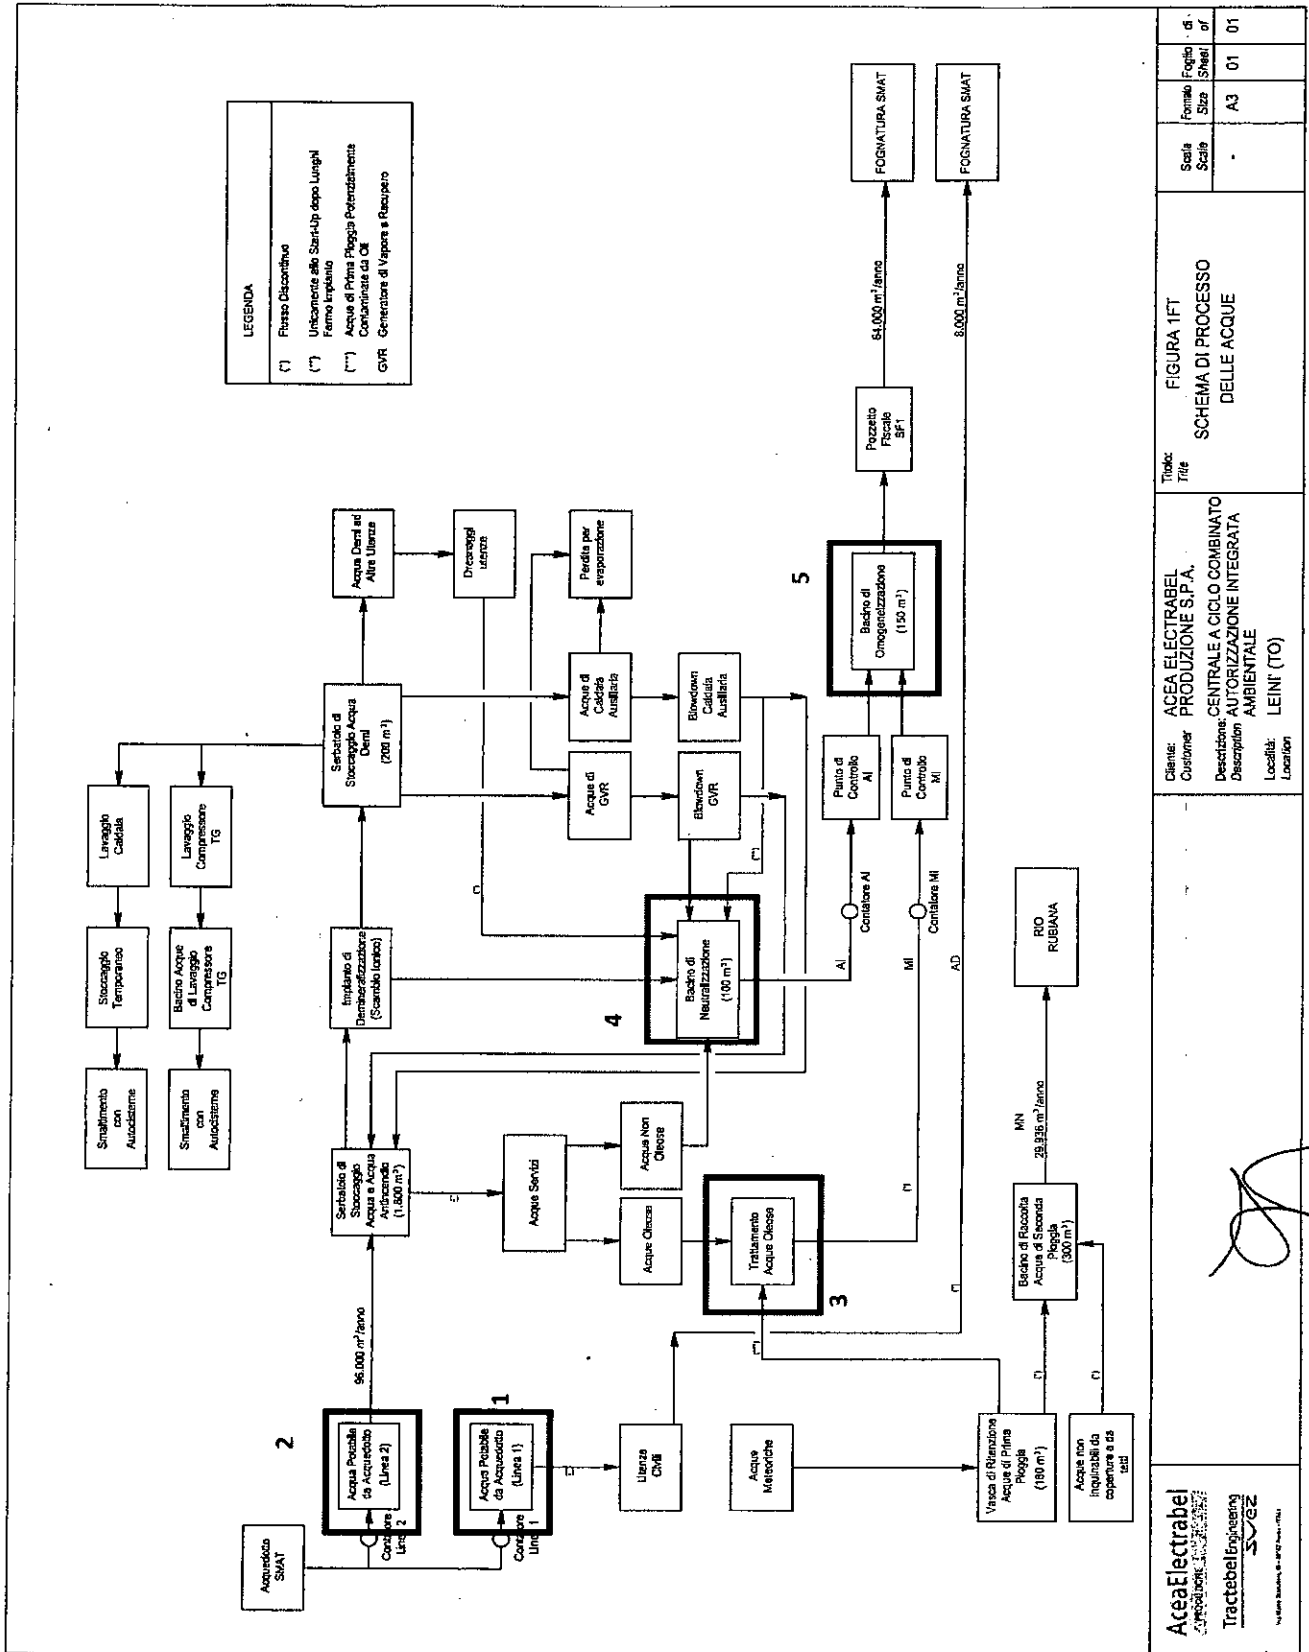 LEGENDA
(*) Flusso Discontinuo
(**) Unicamente allo Start-Up dopo Lunghi
Fermo Impianto
(***) Acque di Prima Pioggia Potenzialmente
Contaminate da Oli
GVR Generatore di Vapore a Recupero
Acquedotto
SMAT
Contatore
Linea 2
Contatore
Linea 1
2
Acqua Potabile
da Acquedotto
(Linea 2)
1
Acqua Potabile
da Acquedotto
(Linea 1)
96.000 m³/anno
Serbatoio di
Stoccaggio
Acqua e Acqua
Antincendio
(1.800 m³)
Impianto di
Demineralizzazione
(Scambio Ionico)
Serbatoio di
Stoccaggio Acqua
Demi
(200 m³)
Acqua Demi ad
Altre Utenze
Drenaggi
utenze
Lavaggio
Caldaia
Stoccaggio
Temporaneo
Smaltimento
con
Autocisterne
Lavaggio
Compressore
TG
Bacino Acque
di Lavaggio
Compressore
TG
Smaltimento
con
Autocisterne
Acque di
GVR
Acque di
Caldaia
Ausiliaria
Perdite per
evaporazione
Blowdown
GVR
Blowdown
Caldaia
Ausiliaria
(*)
(**)
4
Bacino di
Neutralizzazione
(100 m³)
(*)
Acque Servizi
Acque Oleose
Acque Non
Oleose
3
Trattamento
Acque Oleose
(***)
AI
Contatore AI
Punto di
Controllo
AI
(*)
MI
Contatore MI
Punto di
Controllo
MI
5
Bacino di
Omogeneizzazione
(150 m³)
Pozzetto
Fiscale
SF1
64.000 m³/anno
FOGNATURA SMAT
(*)
Utenze
Civili
(*)
AD
8.000 m³/anno
FOGNATURA SMAT
Acque
Meteoriche
Vasca di Ritenzione
Acque di Prima
Pioggia
(180 m³)
(*)
Acque non
Inquinabili da
coperture e da
tetti
(*)
Bacino di Raccolta
Acque di Seconda
Pioggia
(300 m³)
MN
29.936 m³/anno
RIO
RUBIANA
AceaElectrabel
PRODUZIONE
Tractebel Engineering
SUEZ
Cliente: ACEA ELECTRABEL
Customer PRODUZIONE S.P.A.
Descrizione: CENTRALE A CICLO COMBINATO
Description AUTORIZZAZIONE INTEGRATA
AMBIENTALE
Località: LEINI' (TO)
Location
Titolo: FIGURA 1FT
Title
SCHEMA DI PROCESSO
DELLE ACQUE
Scala Formato Foglio di
Scale Size Sheet of
- A3 01 01